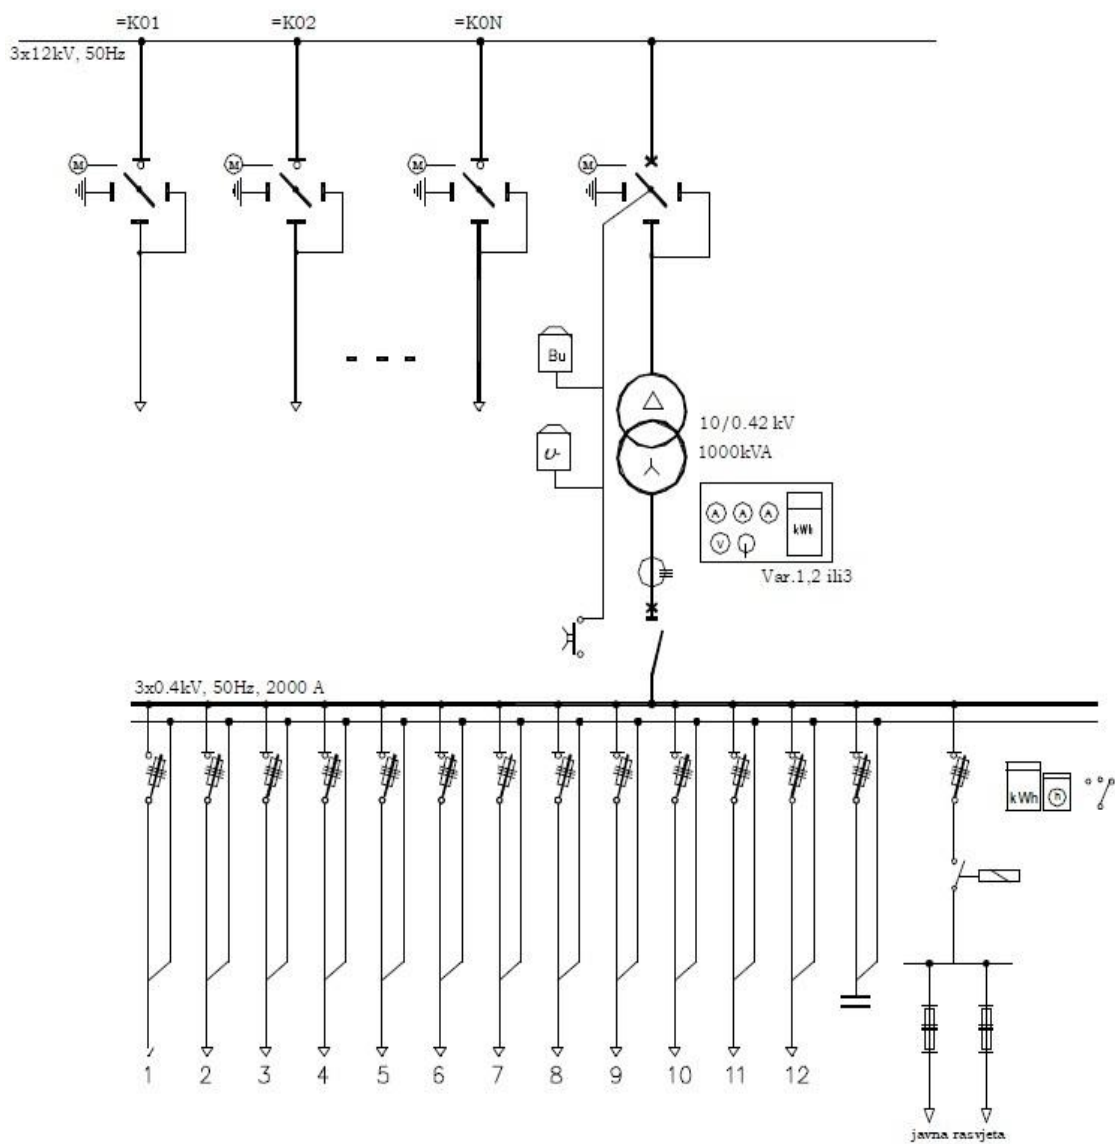 =K01 =K02 =K0N
3x12kV, 50Hz
M M M M
Bu
10/0.42 kV
1000kVA
A A A
kWh
V
Var.1,2 ili3
3x0.4kV, 50Hz, 2000 A
kWh h
1 2 3 4 5 6 7 8 9 10 11 12
javna rasvjeta